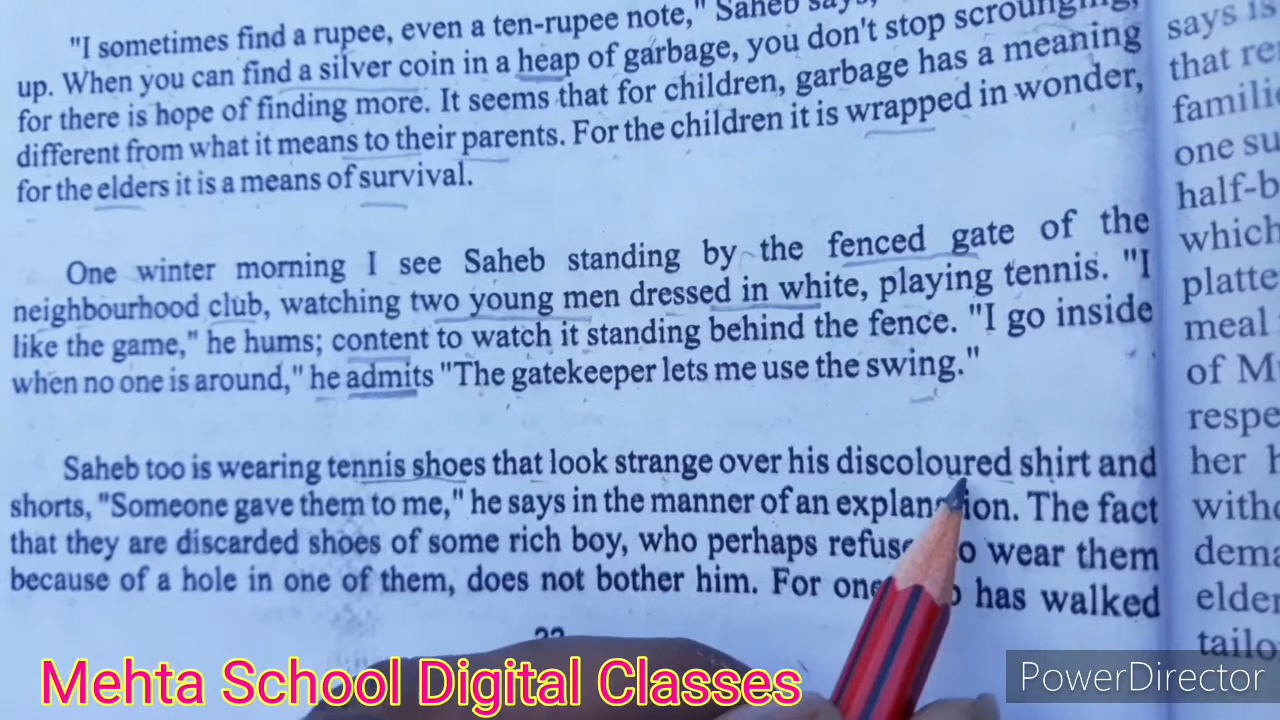 "I sometimes find a rupee, even a ten-rupee note," Saheb says,
up. When you can find a silver coin in a heap of garbage, you don't stop scrounging,
for there is hope of finding more. It seems that for children, garbage has a meaning
different from what it means to their parents. For the children it is wrapped in wonder,
for the elders it is a means of survival.
One winter morning I see Saheb standing by the fenced gate of the
neighbourhood club, watching two young men dressed in white, playing tennis. "I
like the game," he hums; content to watch it standing behind the fence. "I go inside
when no one is around," he admits "The gatekeeper lets me use the swing."
Saheb too is wearing tennis shoes that look strange over his discoloured shirt and
shorts, "Someone gave them to me," he says in the manner of an explanation. The fact
that they are discarded shoes of some rich boy, who perhaps refused to wear them
because of a hole in one of them, does not bother him. For one who has walked
says is
that re
familie
one su
half-b
which
platte
meal
of M
respe
her h
witho
dema
elder
tailo
Mehta School Digital Classes
PowerDirector